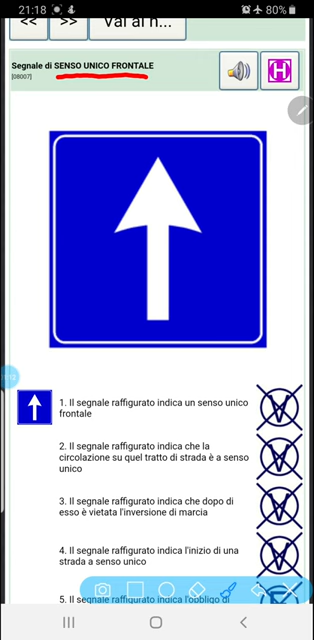 21:18 80%
<< >> Vai al n...
Segnale di SENSO UNICO FRONTALE
[08007]
H
1. Il segnale raffigurato indica un senso unico
frontale
V
2. Il segnale raffigurato indica che la
circolazione su quel tratto di strada è a senso
unico
V
3. Il segnale raffigurato indica che dopo di
esso è vietata l'inversione di marcia
V
4. Il segnale raffigurato indica l'inizio di una
strada a senso unico
V
5. Il segnale raffigurato indica l'obbligo di